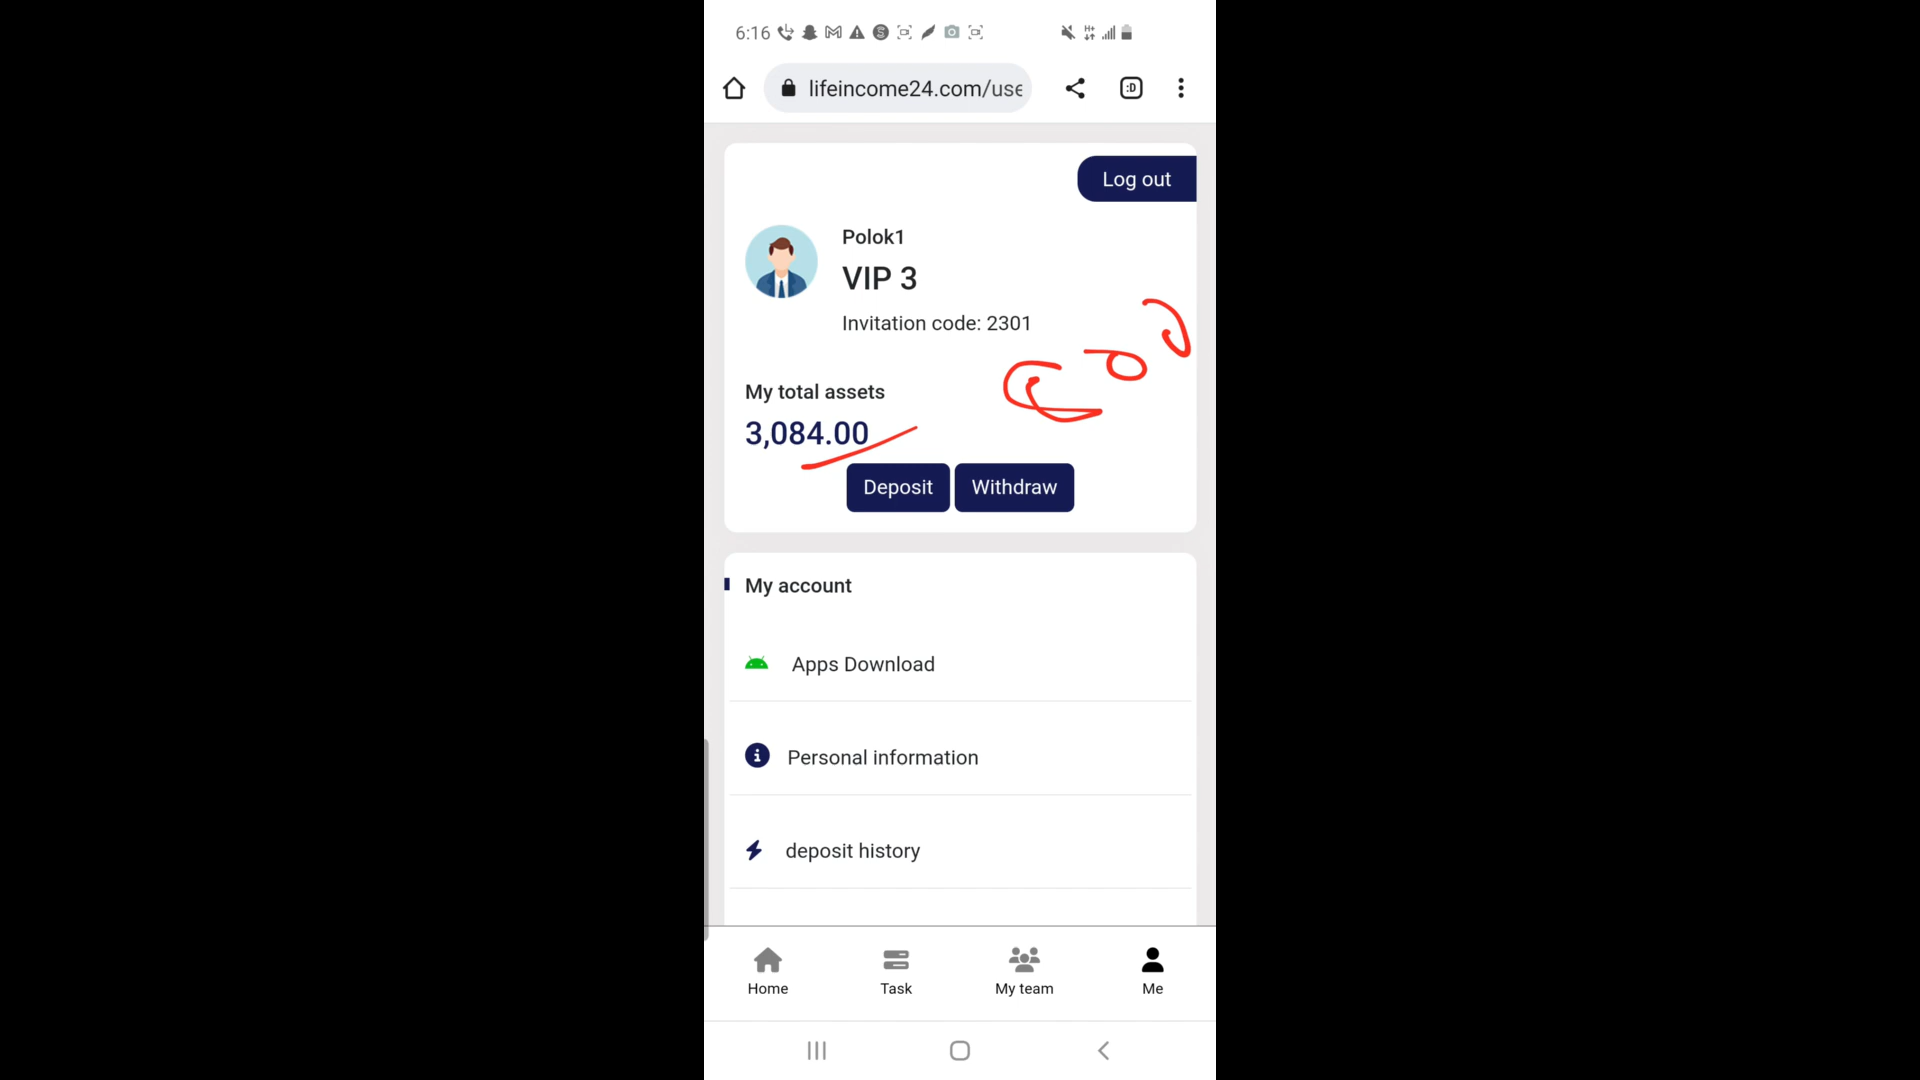 6:16
lifeincome24.com/use
Log out
Polok1
VIP 3
Invitation code: 2301
My total assets
3,084.00
Deposit
Withdraw
My account
Apps Download
Personal information
deposit history
Home
Task
My team
Me